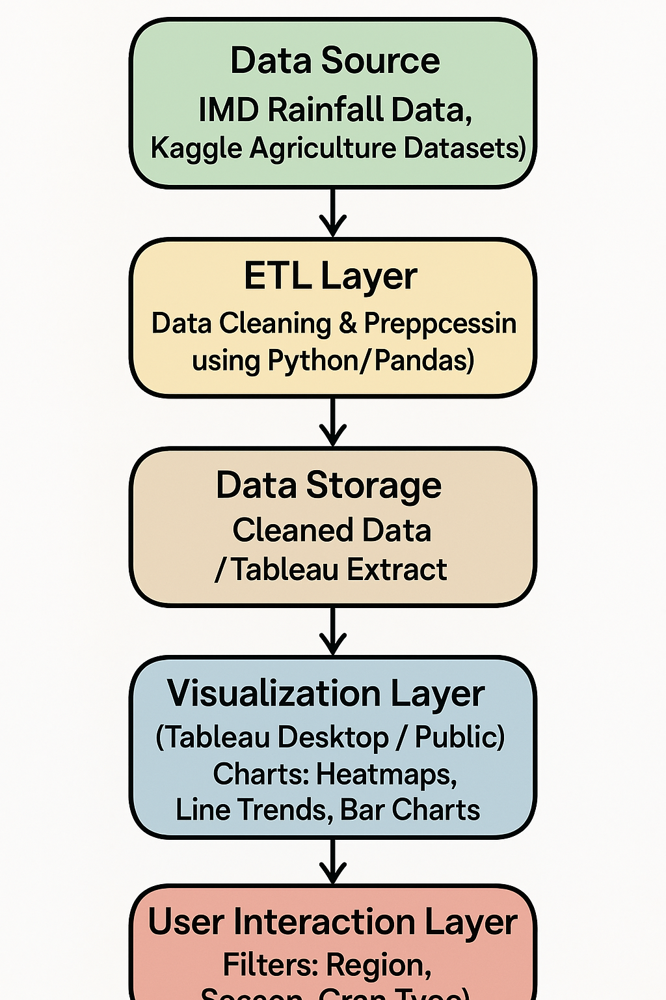 Data Source
IMD Rainfall Data,
Kaggle Agriculture Datasets)
ETL Layer
Data Cleaning & Preppcessin
using Python/Pandas)
Data Storage
Cleaned Data
/Tableau Extract
Visualization Layer
(Tableau Desktop / Public)
Charts: Heatmaps,
Line Trends, Bar Charts
User Interaction Layer
Filters: Region,